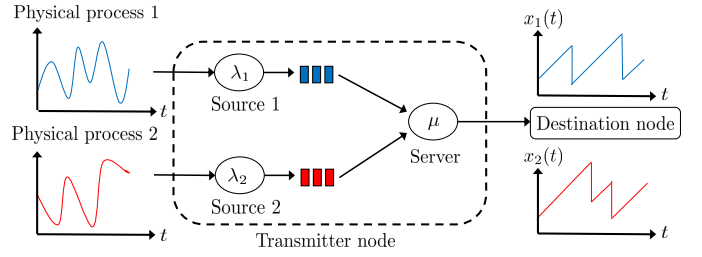 Physical process 1
t
λ₁
Source 1
Physical process 2
t
λ₂
Source 2
Transmitter node
μ
Server
x₁(t)
t
Destination node
x₂(t)
t